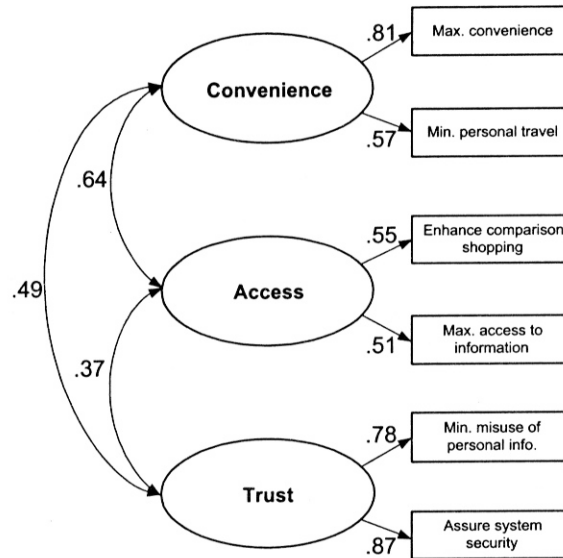 .81
Max. convenience
Convenience
.57
Min. personal travel
.64
.55
Enhance comparison
shopping
.49
Access
.51
Max. access to
information
.37
.78
Min. misuse of
personal info.
Trust
.87
Assure system
security